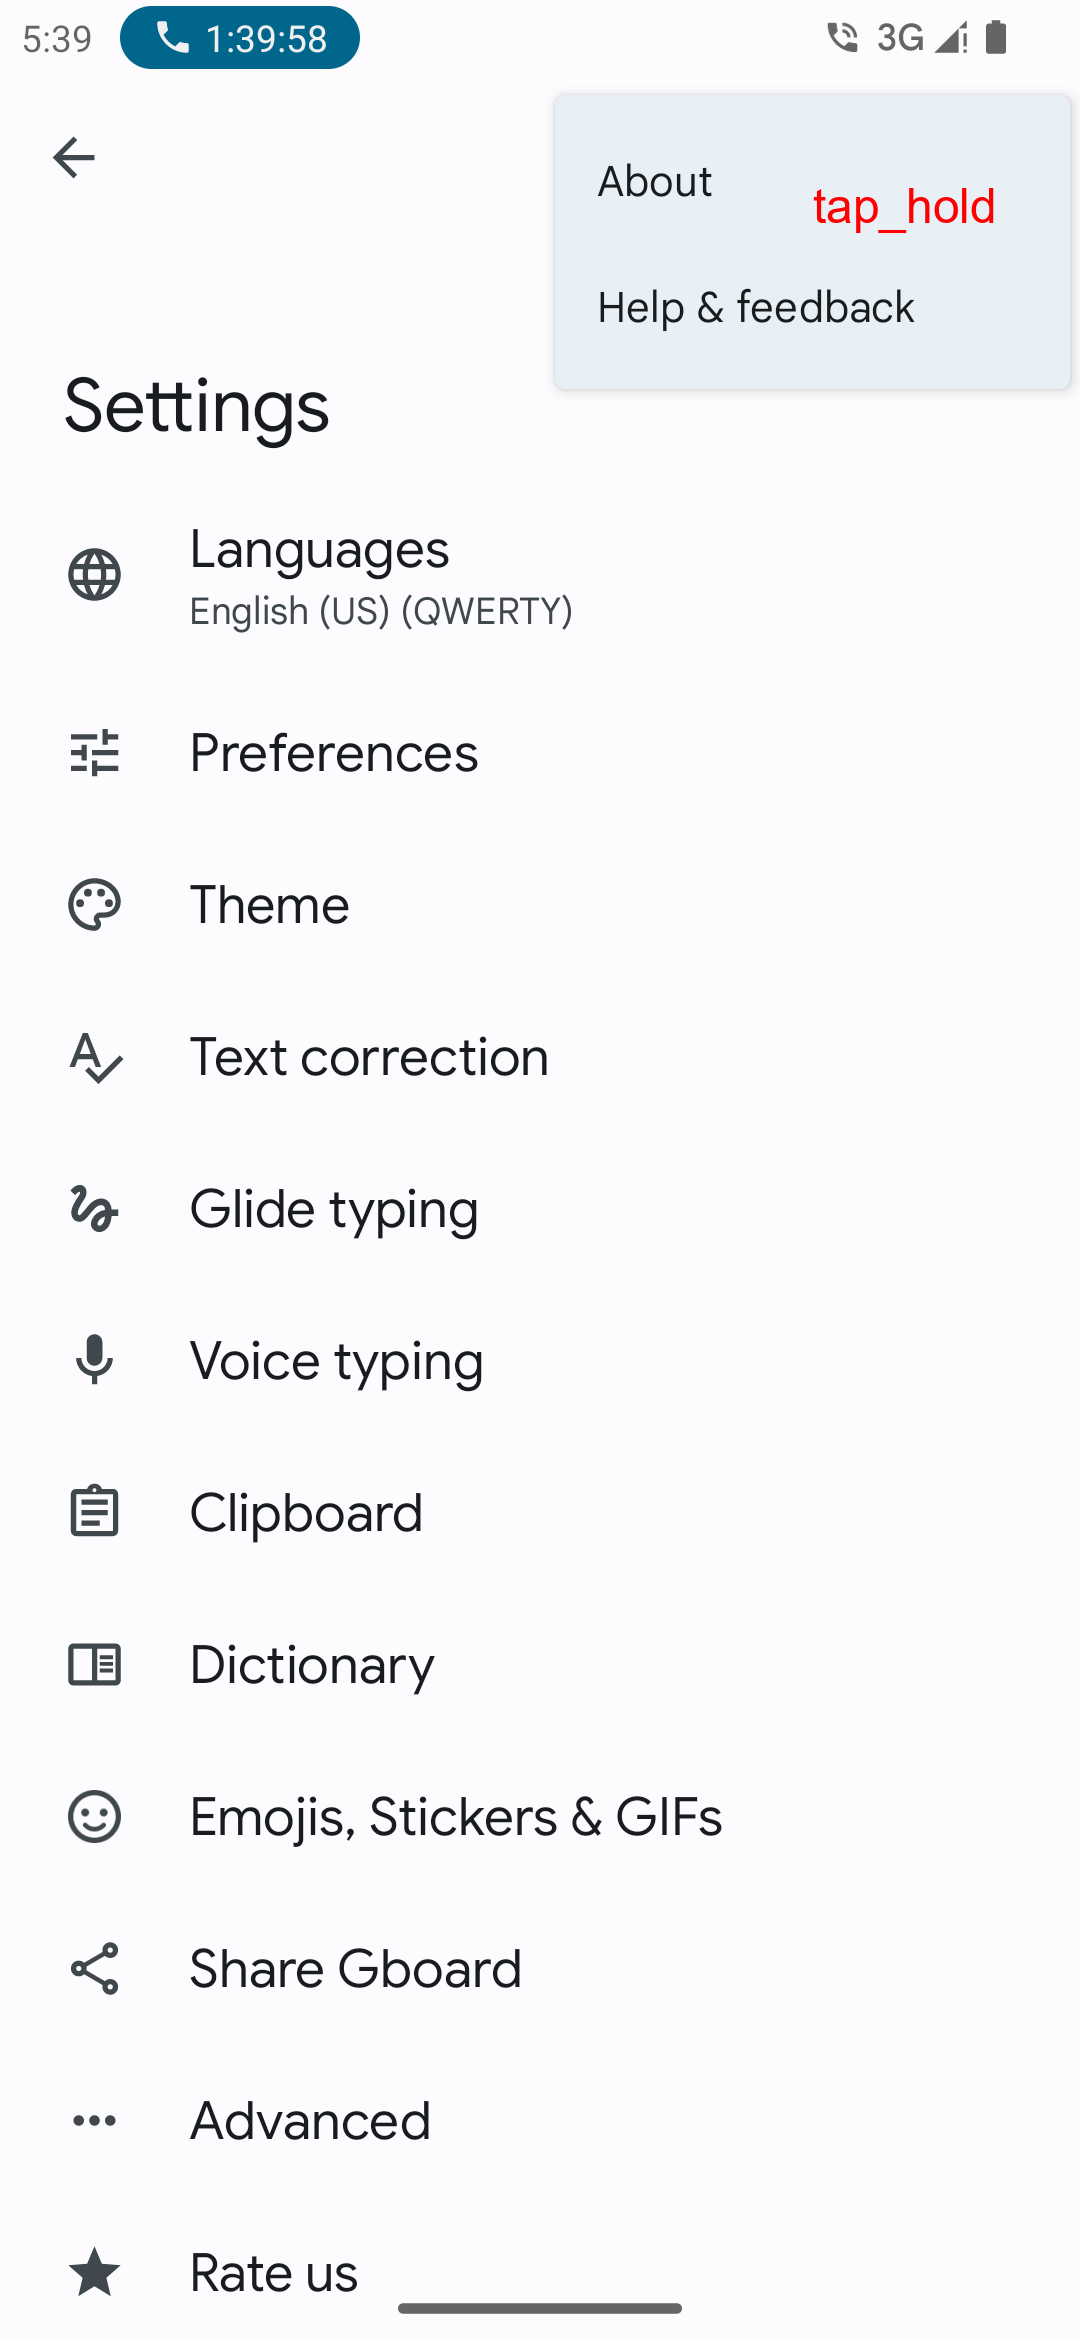 5:39
1:39:58
3G
About
tap_hold
Help & feedback
Settings
Languages
English (US) (QWERTY)
Preferences
Theme
Text correction
Glide typing
Voice typing
Clipboard
Dictionary
Emojis, Stickers & GIFs
Share Gboard
Advanced
Rate us